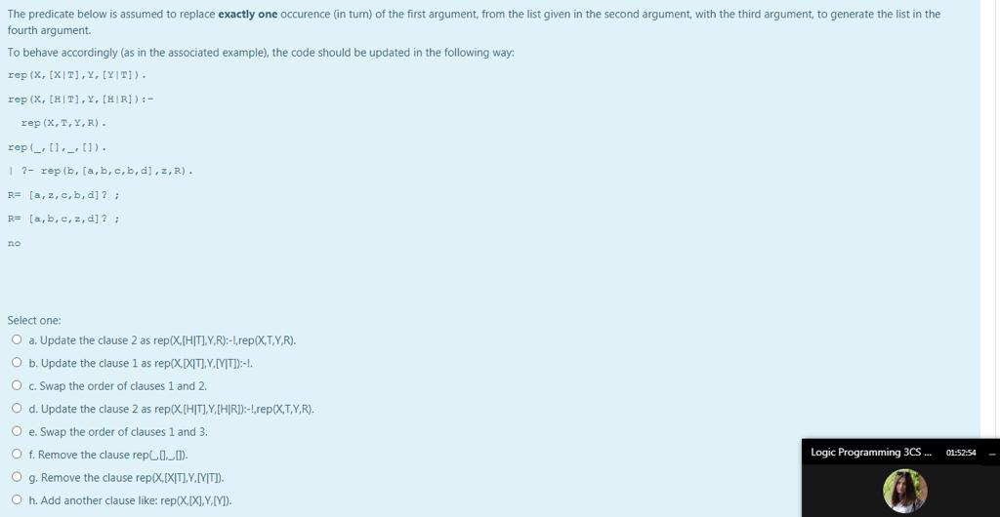 The predicate below is assumed to replace exactly one occurence (in turn) of the first argument, from the list given in the second argument, with the third argument, to generate the list in the
fourth argument.
To behave accordingly (as in the associated example), the code should be updated in the following way:
rep(X,[X|T],Y,[Y|T]).
rep(X,[H|T],Y,[H|R]):-
rep(X,T,Y,R).
rep(_,[],_,[]).
| ?- rep(b,[a,b,c,b,d],z,R).
R= [a,z,c,b,d]? ;
R= [a,b,c,z,d]? ;
no
Select one:
a. Update the clause 2 as rep(X,[H|T],Y,R):-!,rep(X,T,Y,R).
b. Update the clause 1 as rep(X,[X|T],Y,[Y|T]):-!.
c. Swap the order of clauses 1 and 2.
d. Update the clause 2 as rep(X,[H|T],Y,[H|R]):-!,rep(X,T,Y,R).
e. Swap the order of clauses 1 and 3.
f. Remove the clause rep(_,[],_,[]).
g. Remove the clause rep(X,[X|T],Y,[Y|T]).
h. Add another clause like: rep(X,[X],Y,[Y]).
Logic Programming 3CS ... 01:52:54